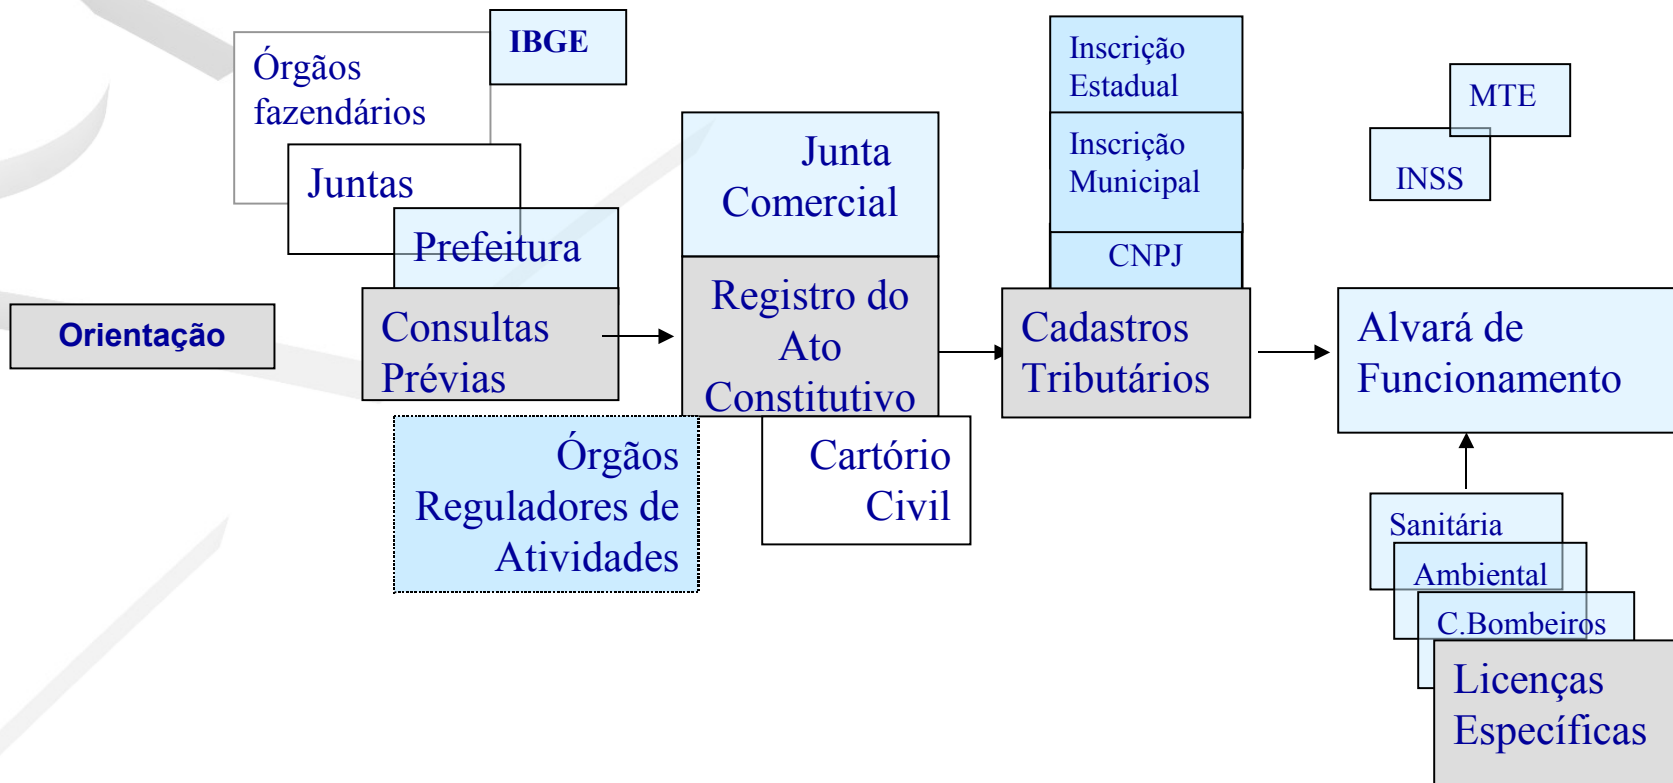 IBGE
Órgãos
fazendários
Juntas
Prefeitura
Orientação
Consultas
Prévias
Órgãos
Reguladores de
Atividades
Junta
Comercial
Registro do
Ato
Constitutivo
Cartório
Civil
Inscrição
Estadual
Inscrição
Municipal
CNPJ
Cadastros
Tributários
MTE
INSS
Alvará de
Funcionamento
Sanitária
Ambiental
C.Bombeiros
Licenças
Específicas